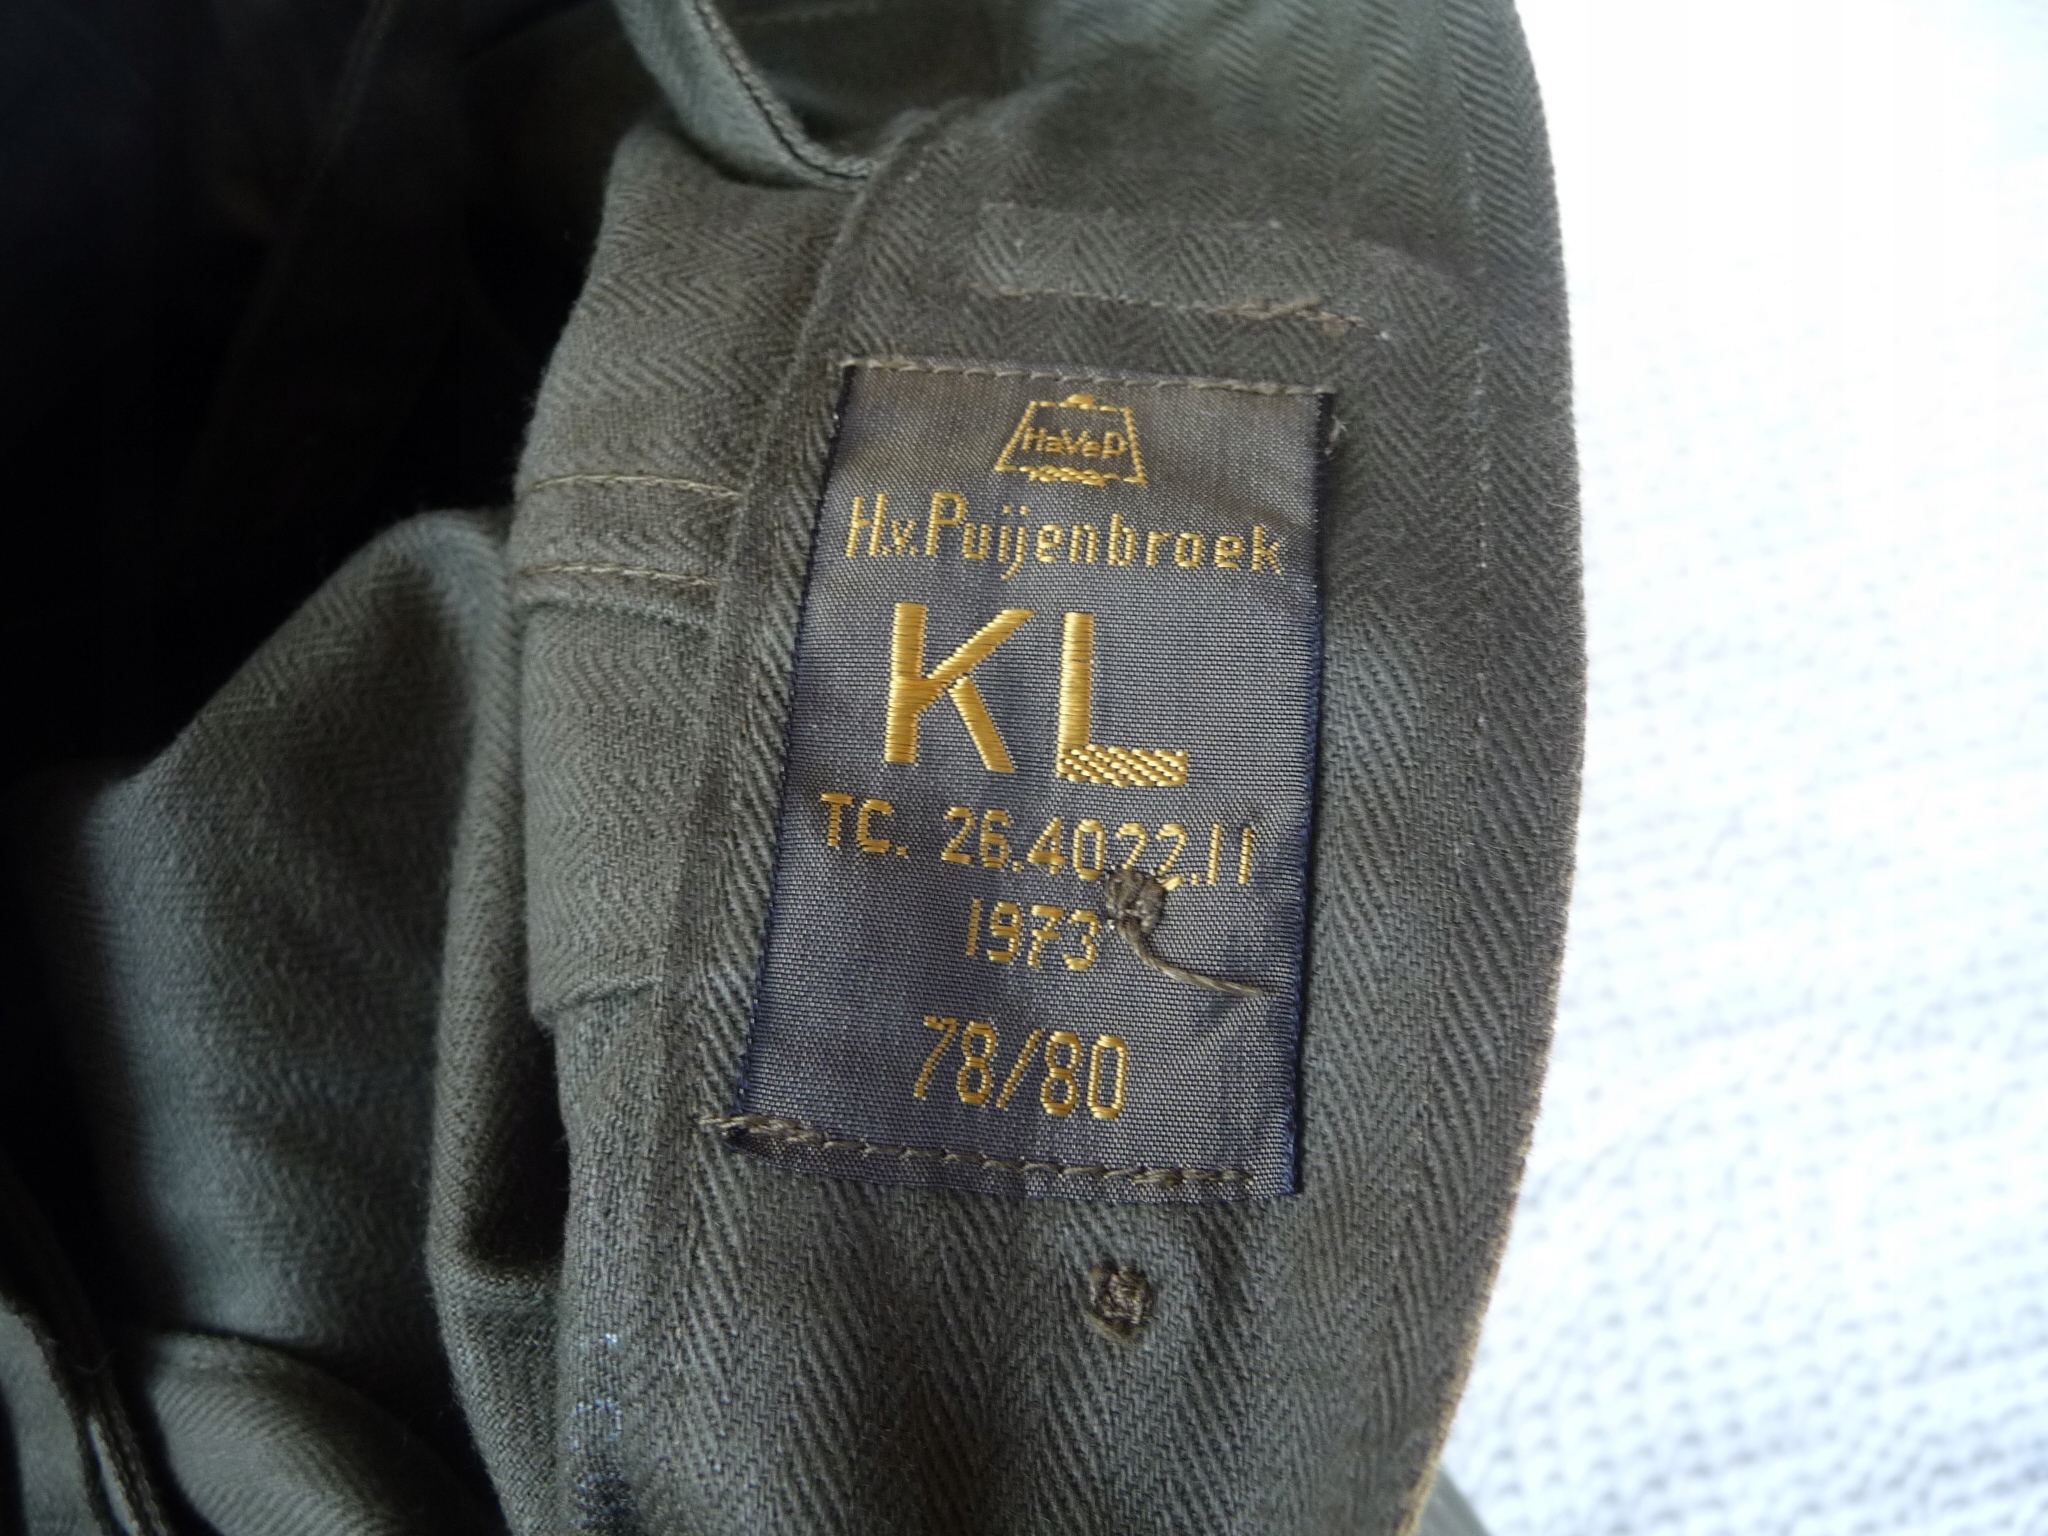 HaVeP
H.v.Puijenbroek
KL
TC. 26.4022.11
1973
78/80